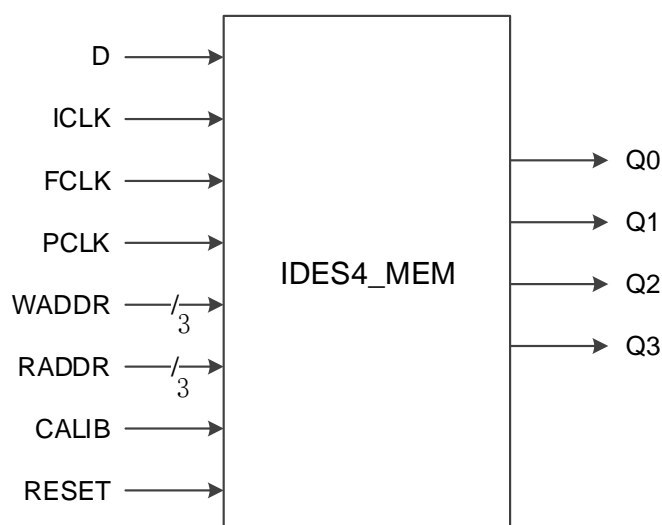 D
ICLK
FCLK
PCLK
WADDR
3
RADDR
3
CALIB
RESET
IDES4_MEM
Q0
Q1
Q2
Q3